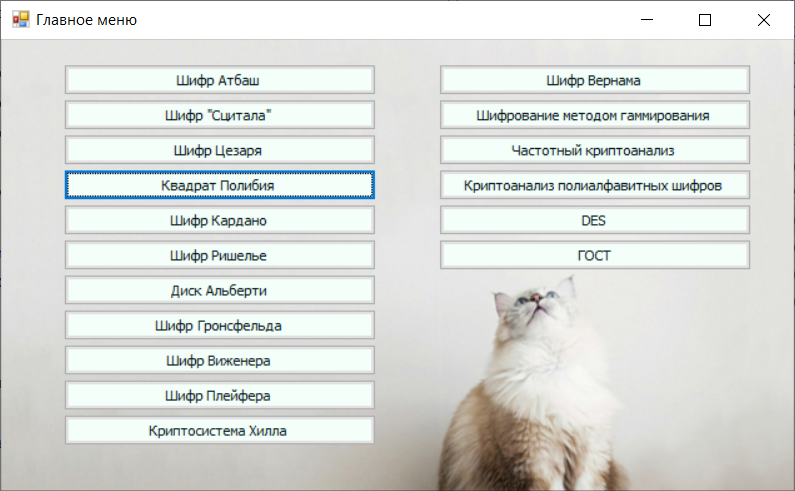 Главное меню
Шифр Атбаш
Шифр "Сцитала"
Шифр Цезаря
Квадрат Полибия
Шифр Кардано
Шифр Ришелье
Диск Альберти
Шифр Гронсфельда
Шифр Виженера
Шифр Плейфера
Криптосистема Хилла
Шифр Вернама
Шифрование методом гаммирования
Частотный криптоанализ
Криптоанализ полиалфавитных шифров
DES
ГОСТ